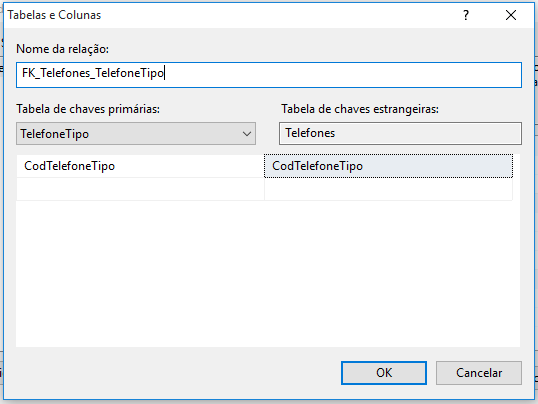 Tabelas e Colunas
Nome da relação:
FK_Telefones_TelefoneTipo
Tabela de chaves primárias: Tabela de chaves estrangeiras:
TelefoneTipo Telefones
CodTelefoneTipo CodTelefoneTipo
OK Cancelar